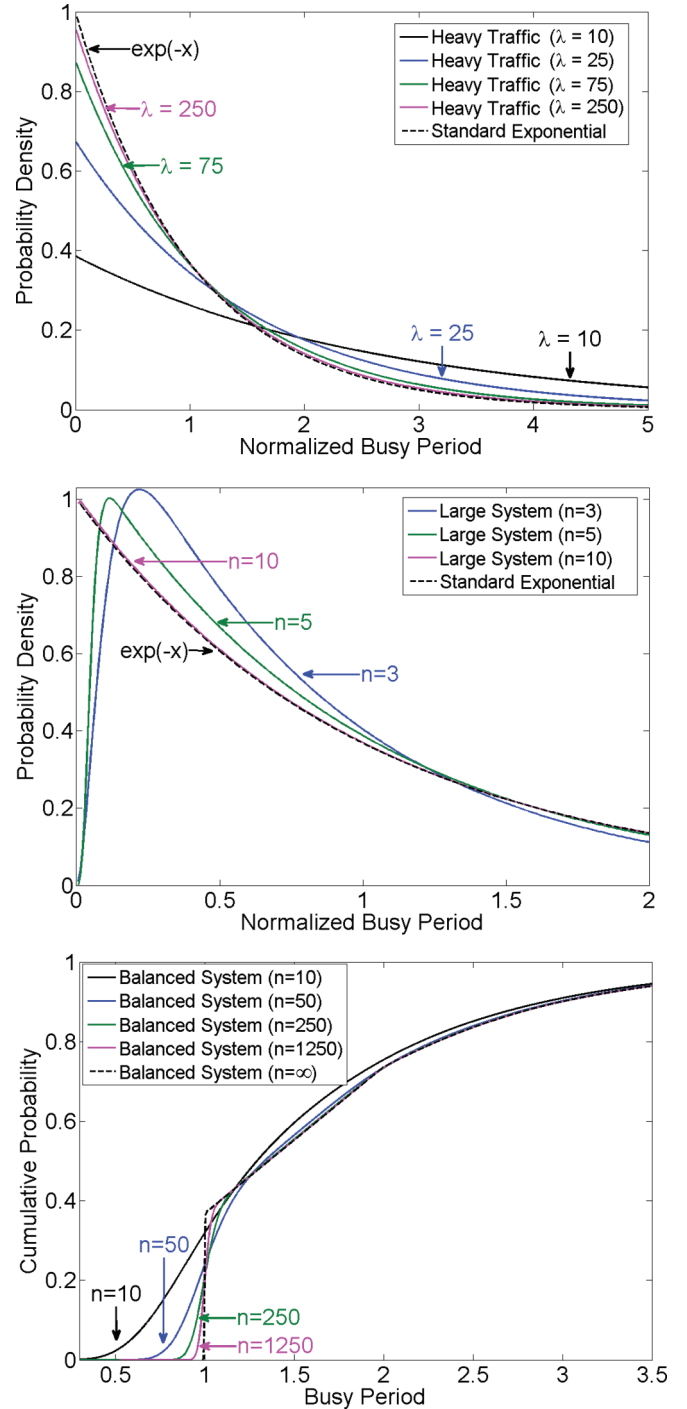 1
0.8
0.6
0.4
0.2
0
Probability Density
exp(-x)
λ = 250
λ = 75
λ = 25
λ = 10
Heavy Traffic (λ = 10)
Heavy Traffic (λ = 25)
Heavy Traffic (λ = 75)
Heavy Traffic (λ = 250)
Standard Exponential
0 1 2 3 4 5
Normalized Busy Period
1
0.8
0.6
0.4
0.2
0
Probability Density
Large System (n=3)
Large System (n=5)
Large System (n=10)
Standard Exponential
n=10
n=5
exp(-x)
n=3
0 0.5 1 1.5 2
Normalized Busy Period
1
0.8
0.6
0.4
0.2
0
Cumulative Probability
Balanced System (n=10)
Balanced System (n=50)
Balanced System (n=250)
Balanced System (n=1250)
Balanced System (n=∞)
n=50
n=10
n=250
n=1250
0.5 1 1.5 2 2.5 3 3.5
Busy Period